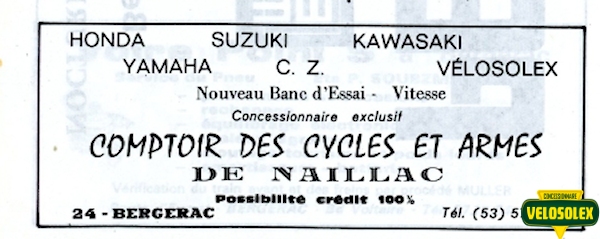 HONDA SUZUKI KAWASAKI
YAMAHA C. Z. VÉLOSOLEX
Nouveau Banc d'Essai - Vitesse
Concessionnaire exclusif
COMPTOIR DES CYCLES ET ARMES
DE NAILLAC
Possibilité crédit 100%
24 - BERGERAC Tél. (53) 5
CONCESSIONNAIRE
VELOSOLEX